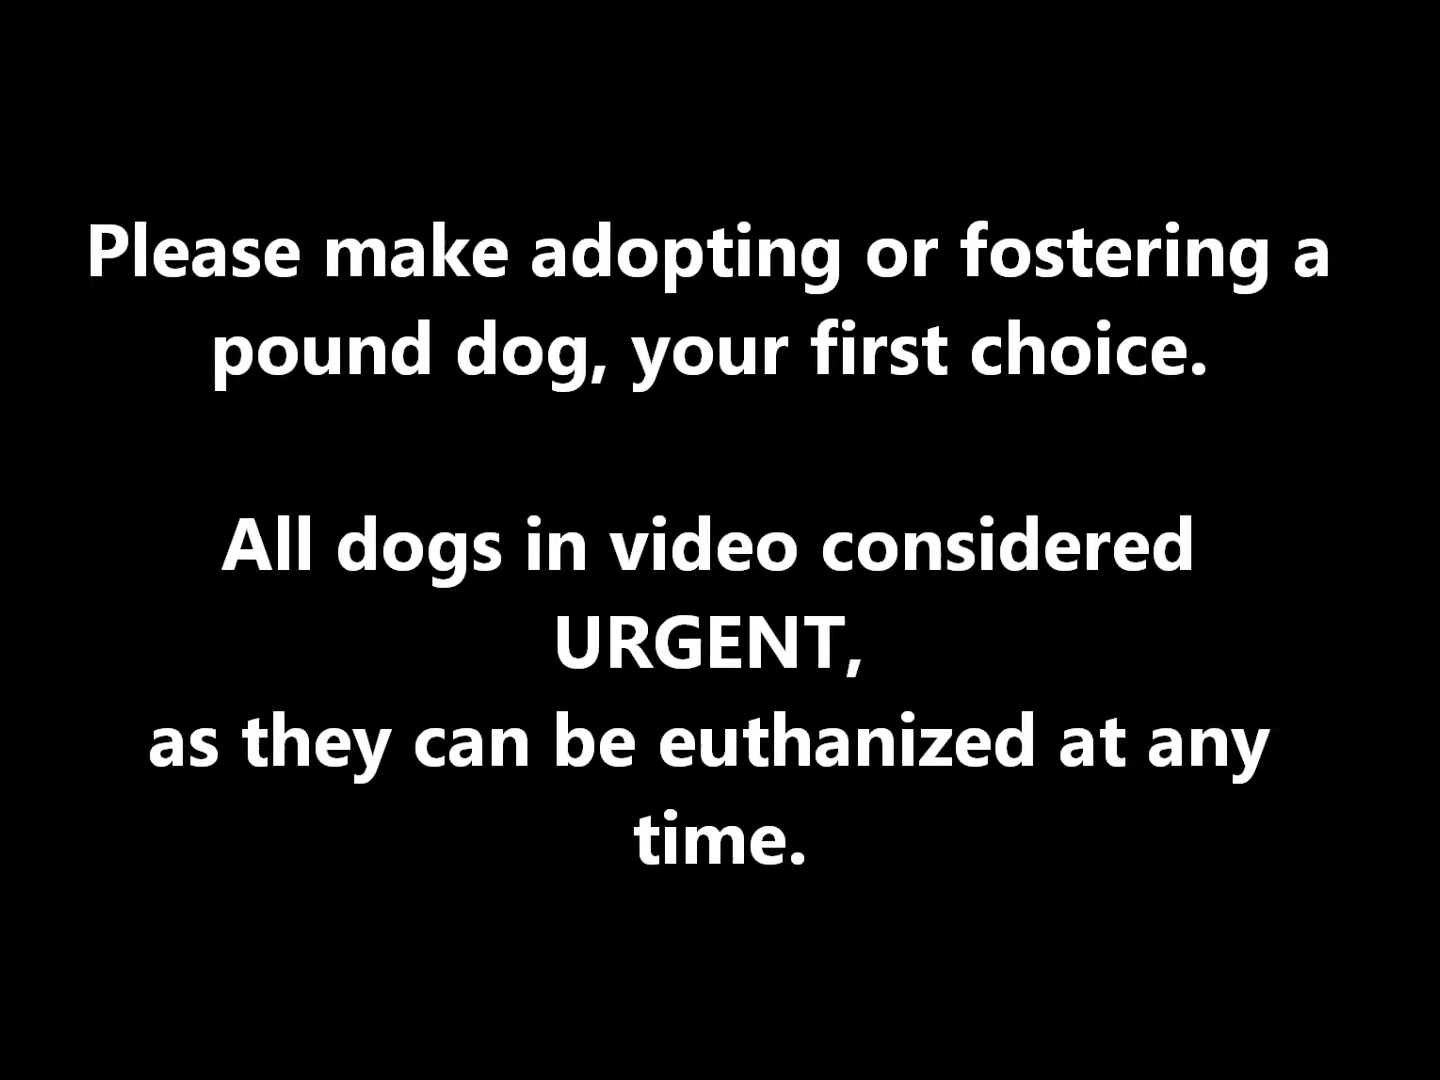 Please make adopting or fostering a
pound dog, your first choice.
All dogs in video considered
URGENT,
as they can be euthanized at any
time.